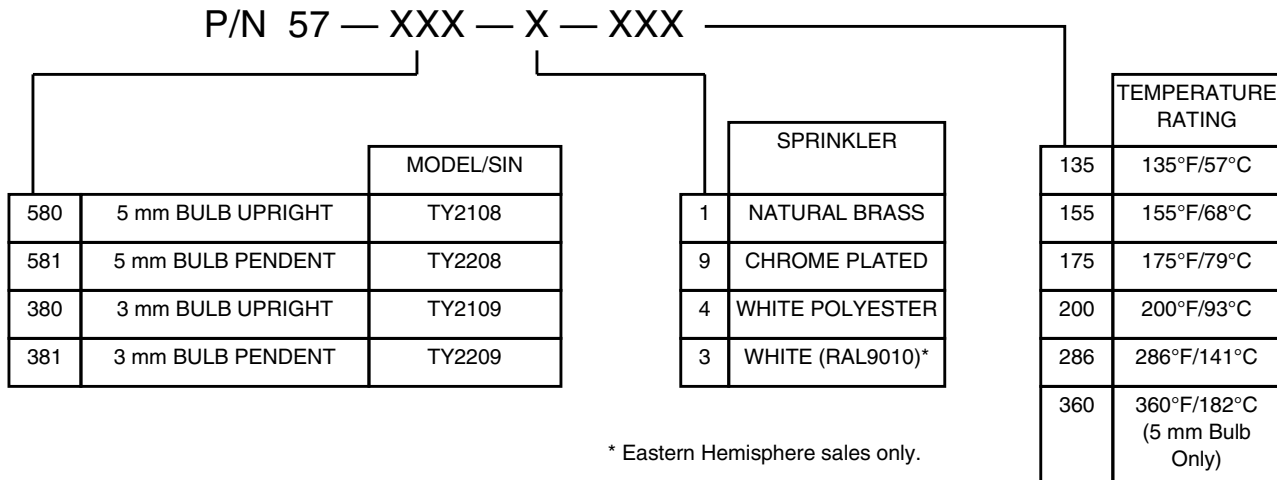 P/N 57 — XXX — X — XXX
MODEL/SIN
580 5 mm BULB UPRIGHT TY2108
581 5 mm BULB PENDENT TY2208
380 3 mm BULB UPRIGHT TY2109
381 3 mm BULB PENDENT TY2209
SPRINKLER
1 NATURAL BRASS
9 CHROME PLATED
4 WHITE POLYESTER
3 WHITE (RAL9010)*
* Eastern Hemisphere sales only.
TEMPERATURE
RATING
135 135°F/57°C
155 155°F/68°C
175 175°F/79°C
200 200°F/93°C
286 286°F/141°C
360 360°F/182°C
(5 mm Bulb
Only)